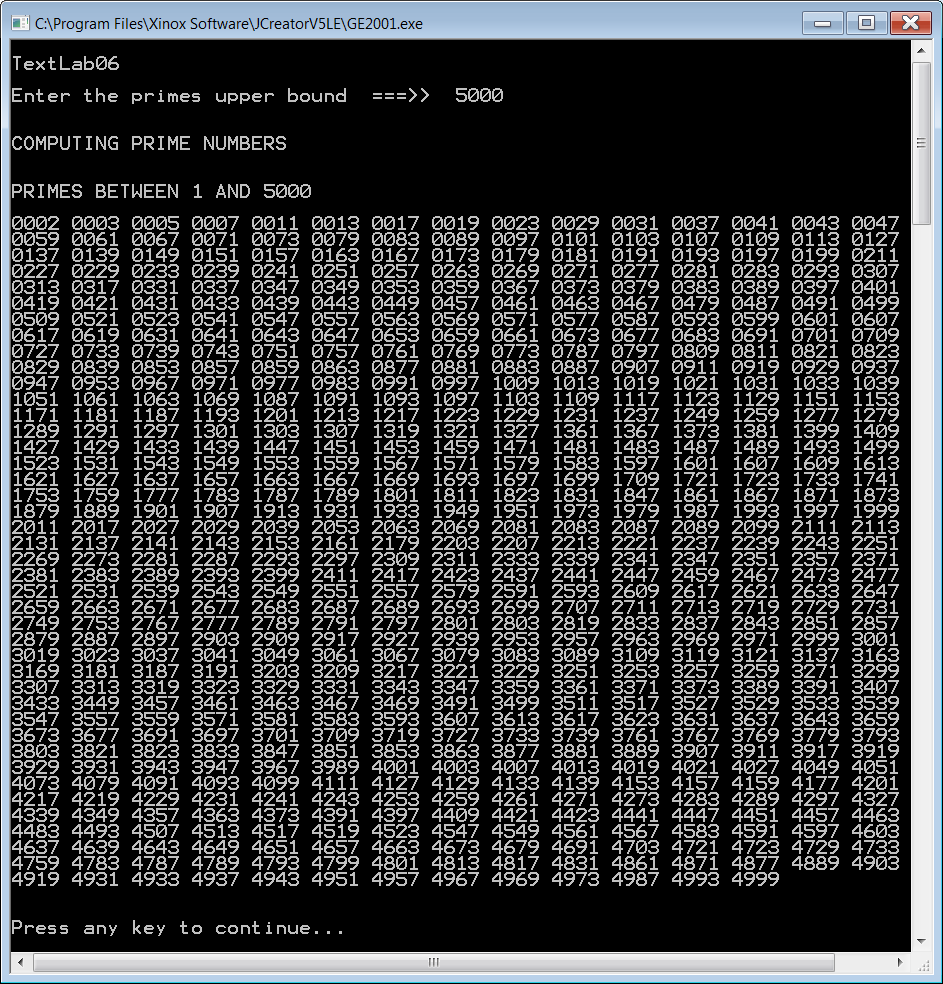 C:\Program Files\Xinox Software\JCreatorV5LE\GE2001.exe
TextLab06
Enter the primes upper bound ===>> 5000
COMPUTING PRIME NUMBERS
PRIMES BETWEEN 1 AND 5000
0002 0003 0005 0007 0011 0013 0017 0019 0023 0029 0031 0037 0041 0043 0047
0059 0061 0067 0071 0073 0079 0083 0089 0097 0101 0103 0107 0109 0113 0127
0137 0139 0149 0151 0157 0163 0167 0173 0179 0181 0191 0193 0197 0199 0211
0227 0229 0233 0239 0241 0251 0257 0263 0269 0271 0277 0281 0283 0293 0307
0313 0317 0331 0337 0347 0349 0353 0359 0367 0373 0379 0383 0389 0397 0401
0419 0421 0431 0433 0439 0443 0449 0457 0461 0463 0467 0479 0487 0491 0499
0509 0521 0523 0541 0547 0557 0563 0569 0571 0577 0587 0593 0599 0601 0607
0617 0619 0631 0641 0643 0647 0653 0659 0661 0673 0677 0683 0691 0701 0709
0727 0733 0739 0743 0751 0757 0761 0769 0773 0787 0797 0809 0811 0821 0823
0829 0839 0853 0857 0859 0863 0877 0881 0883 0887 0907 0911 0919 0929 0937
0947 0953 0967 0971 0977 0983 0991 0997 1009 1013 1019 1021 1031 1033 1039
1051 1061 1063 1069 1087 1091 1093 1097 1103 1109 1117 1123 1129 1151 1153
1171 1181 1187 1193 1201 1213 1217 1223 1229 1231 1237 1249 1259 1277 1279
1289 1291 1297 1301 1303 1307 1319 1321 1327 1361 1367 1373 1381 1399 1409
1427 1429 1433 1439 1447 1451 1453 1459 1471 1481 1483 1487 1489 1493 1499
1523 1531 1543 1549 1553 1559 1567 1571 1579 1583 1597 1601 1607 1609 1613
1621 1627 1637 1657 1663 1667 1669 1693 1697 1699 1709 1721 1723 1733 1741
1753 1759 1777 1783 1787 1789 1801 1811 1823 1831 1847 1861 1867 1871 1873
1879 1889 1901 1907 1913 1931 1933 1949 1951 1973 1979 1987 1993 1997 1999
2011 2017 2027 2029 2039 2053 2063 2069 2081 2083 2087 2089 2099 2111 2113
2131 2137 2141 2143 2153 2161 2179 2203 2207 2213 2221 2237 2239 2243 2251
2269 2273 2281 2287 2293 2297 2309 2311 2333 2339 2341 2347 2351 2357 2371
2381 2383 2389 2393 2399 2411 2417 2423 2437 2441 2447 2459 2467 2473 2477
2521 2531 2539 2543 2549 2551 2557 2579 2591 2593 2609 2617 2621 2633 2647
2659 2663 2671 2677 2683 2687 2689 2693 2699 2707 2711 2713 2719 2729 2731
2749 2753 2767 2777 2789 2791 2797 2801 2803 2819 2833 2837 2843 2851 2857
2879 2887 2897 2903 2909 2917 2927 2939 2953 2957 2963 2969 2971 2999 3001
3019 3023 3037 3041 3049 3061 3067 3079 3083 3089 3109 3119 3121 3137 3163
3169 3181 3187 3191 3203 3209 3217 3221 3229 3251 3253 3257 3259 3271 3299
3307 3313 3319 3323 3329 3331 3343 3347 3359 3361 3371 3373 3389 3391 3407
3433 3449 3457 3461 3463 3467 3469 3491 3499 3511 3517 3527 3529 3533 3539
3547 3557 3559 3571 3581 3583 3593 3607 3613 3617 3623 3631 3637 3643 3659
3673 3677 3691 3697 3701 3709 3719 3727 3733 3739 3761 3767 3769 3779 3793
3803 3821 3823 3833 3847 3851 3853 3863 3877 3881 3889 3907 3911 3917 3919
3929 3931 3943 3947 3967 3989 4001 4003 4007 4013 4019 4021 4027 4049 4051
4073 4079 4091 4093 4099 4111 4127 4129 4133 4139 4153 4157 4159 4177 4201
4217 4219 4229 4231 4241 4243 4253 4259 4261 4271 4273 4283 4289 4297 4327
4339 4349 4357 4363 4373 4391 4397 4409 4421 4423 4441 4447 4451 4457 4463
4483 4493 4507 4513 4517 4519 4523 4547 4549 4561 4567 4583 4591 4597 4603
4637 4639 4643 4649 4651 4657 4663 4673 4679 4691 4703 4721 4723 4729 4733
4759 4783 4787 4789 4793 4799 4801 4813 4817 4831 4861 4871 4877 4889 4903
4919 4931 4933 4937 4943 4951 4957 4967 4969 4973 4987 4993 4999
Press any key to continue...